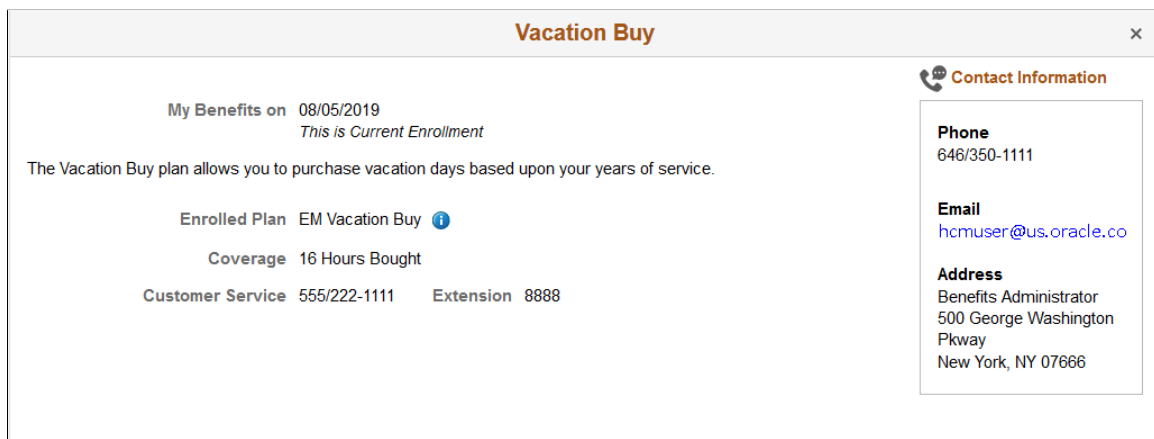 Vacation Buy
×
My Benefits on 08/05/2019
This is Current Enrollment
The Vacation Buy plan allows you to purchase vacation days based upon your years of service.
Enrolled Plan EM Vacation Buy
Coverage 16 Hours Bought
Customer Service 555/222-1111 Extension 8888
Contact Information
Phone
646/350-1111
Email
hcmuser@us.oracle.co
Address
Benefits Administrator
500 George Washington
Pkway
New York, NY 07666